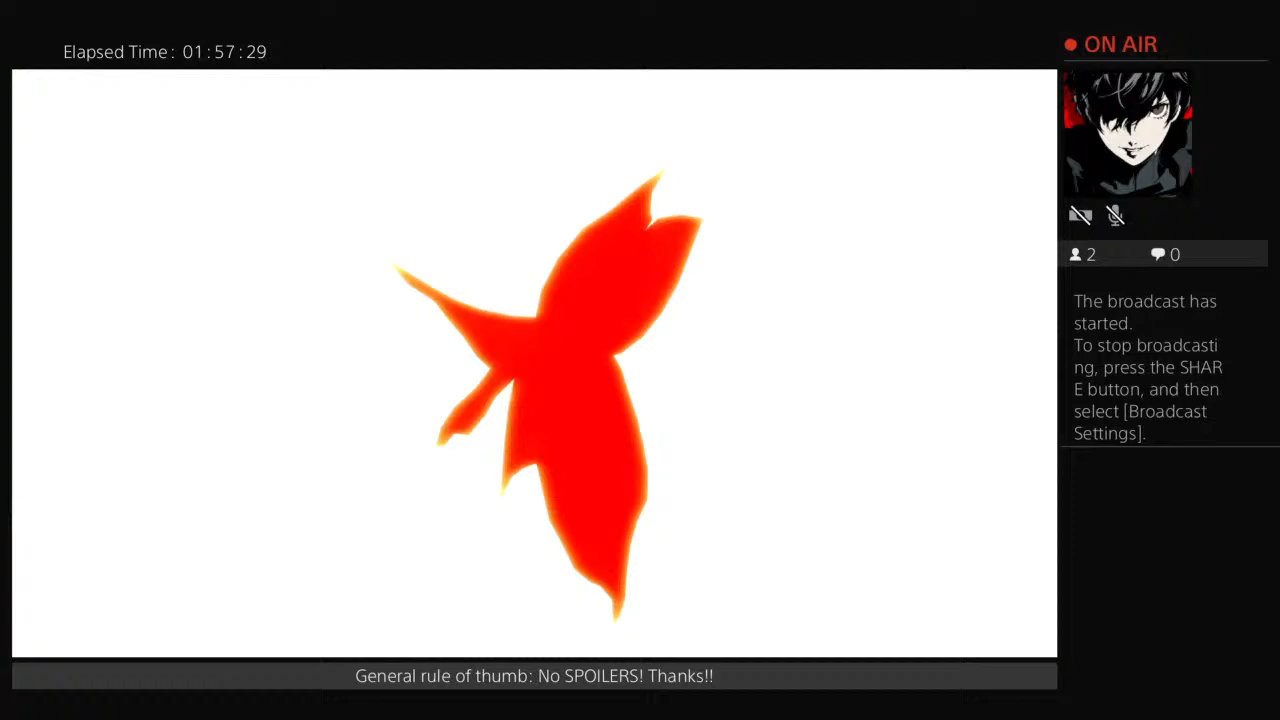 Elapsed Time: 01:57:29
ON AIR
2
0
The broadcast has
started.
To stop broadcasti
ng, press the SHAR
E button, and then
select [Broadcast
Settings].
General rule of thumb: No SPOILERS! Thanks!!